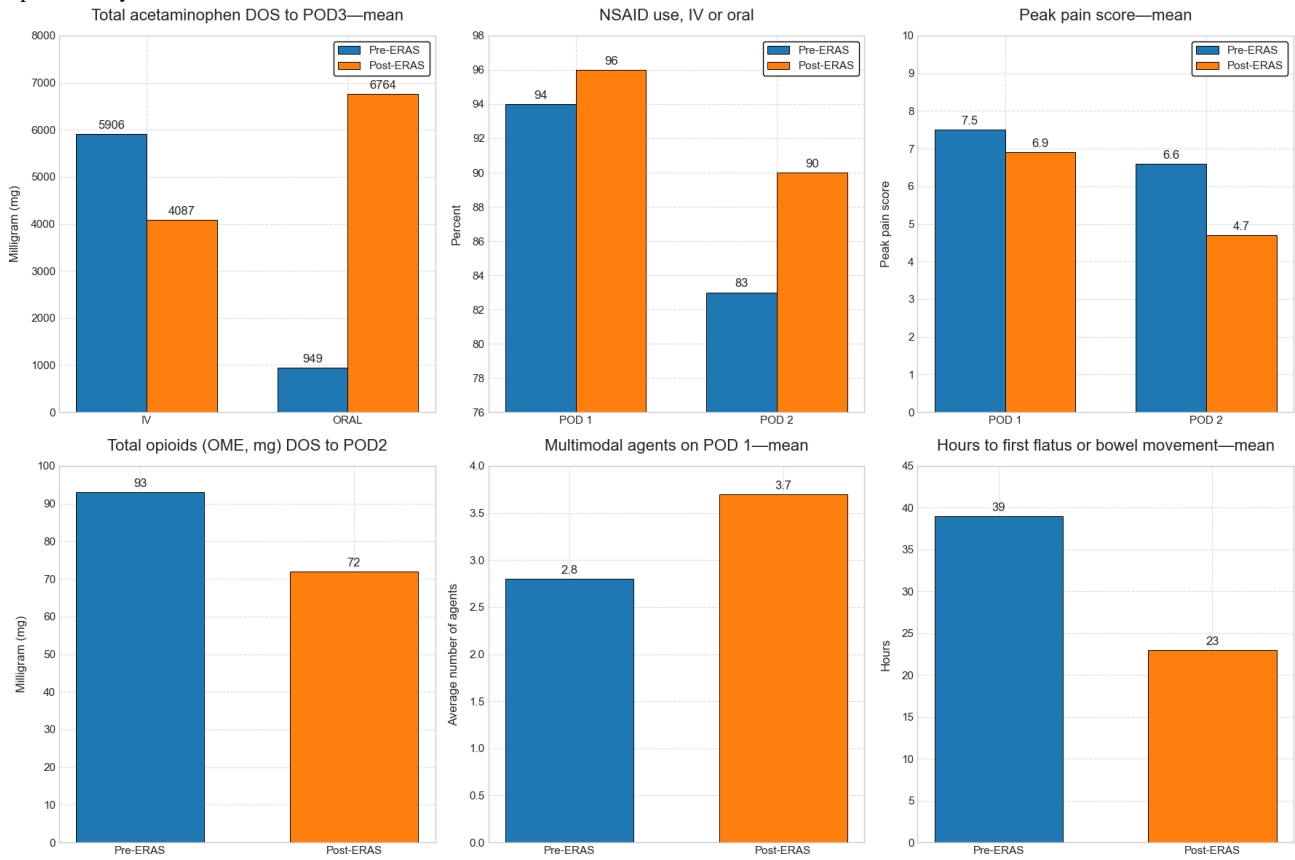 Total acetaminophen DOS to POD3—mean
8000
7000
6000
5000
4000
3000
2000
1000
0
Milligram (mg)
Pre-ERAS
Post-ERAS
5906
4087
949
6764
IV
ORAL
NSAID use, IV or oral
98
96
94
92
90
88
86
84
82
80
78
76
Percent
Pre-ERAS
Post-ERAS
94
96
83
90
POD 1
POD 2
Peak pain score—mean
10
9
8
7
6
5
4
3
2
1
0
Peak pain score
Pre-ERAS
Post-ERAS
7.5
6.9
6.6
4.7
POD 1
POD 2
Total opioids (OME, mg) DOS to POD2
100
90
80
70
60
50
40
30
20
10
0
Milligram (mg)
93
72
Pre-ERAS
Post-ERAS
Multimodal agents on POD 1—mean
4.0
3.5
3.0
2.5
2.0
1.5
1.0
0.5
0.0
Average number of agents
2.8
3.7
Pre-ERAS
Post-ERAS
Hours to first flatus or bowel movement—mean
45
40
35
30
25
20
15
10
5
0
Hours
39
23
Pre-ERAS
Post-ERAS